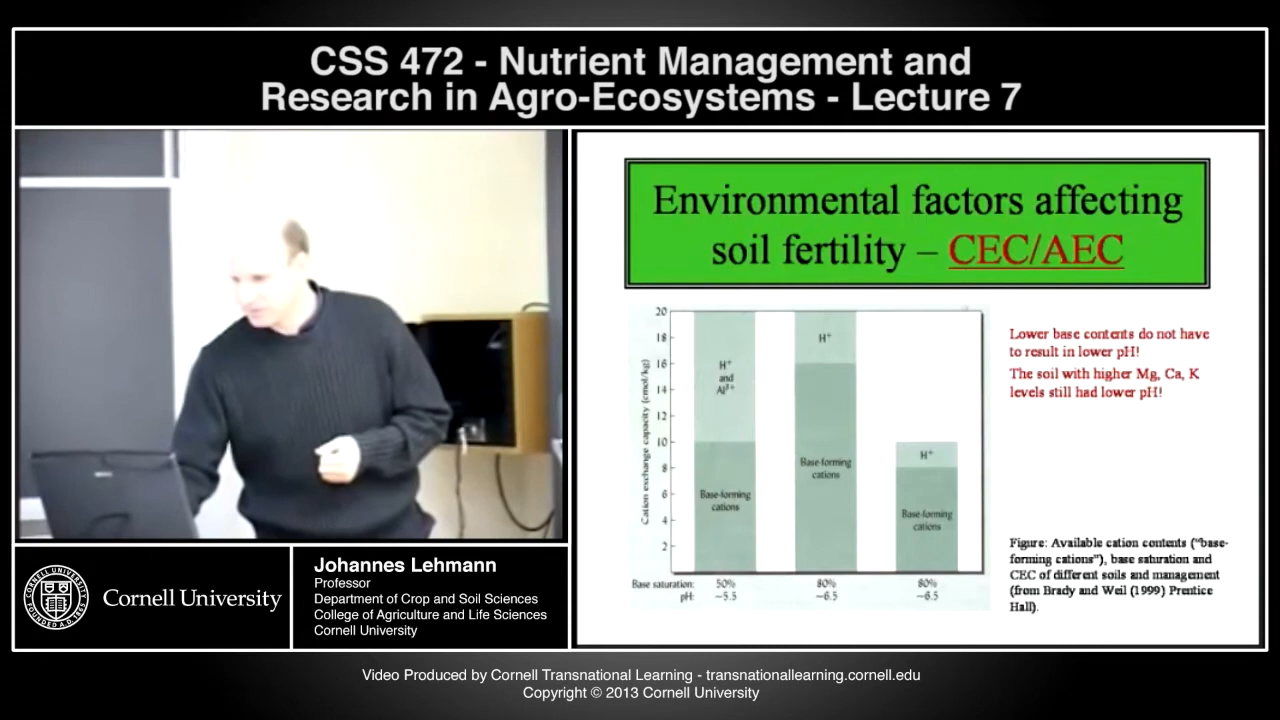 CSS 472 - Nutrient Management and
Research in Agro-Ecosystems - Lecture 7
Environmental factors affecting
soil fertility – CEC/AEC
Cation exchange capacity (cmol/kg)
20
18
16
14
12
10
8
6
4
2
H⁺
and
Al³⁺
Base-forming
cations
H⁺
Base-forming
cations
H⁺
Base-forming
cations
Base saturation: 50% 80% 80%
pH: ~5.5 ~6.5 ~6.5
Lower base contents do not have
to result in lower pH!
The soil with higher Mg, Ca, K
levels still had lower pH!
Figure: Available cation contents ("base-
forming cations"), base saturation and
CEC of different soils and management
(from Brady and Weil (1999) Prentice
Hall).
Cornell University
Johannes Lehmann
Professor
Department of Crop and Soil Sciences
College of Agriculture and Life Sciences
Cornell University
Video Produced by Cornell Transnational Learning - transnationallearning.cornell.edu
Copyright © 2013 Cornell University